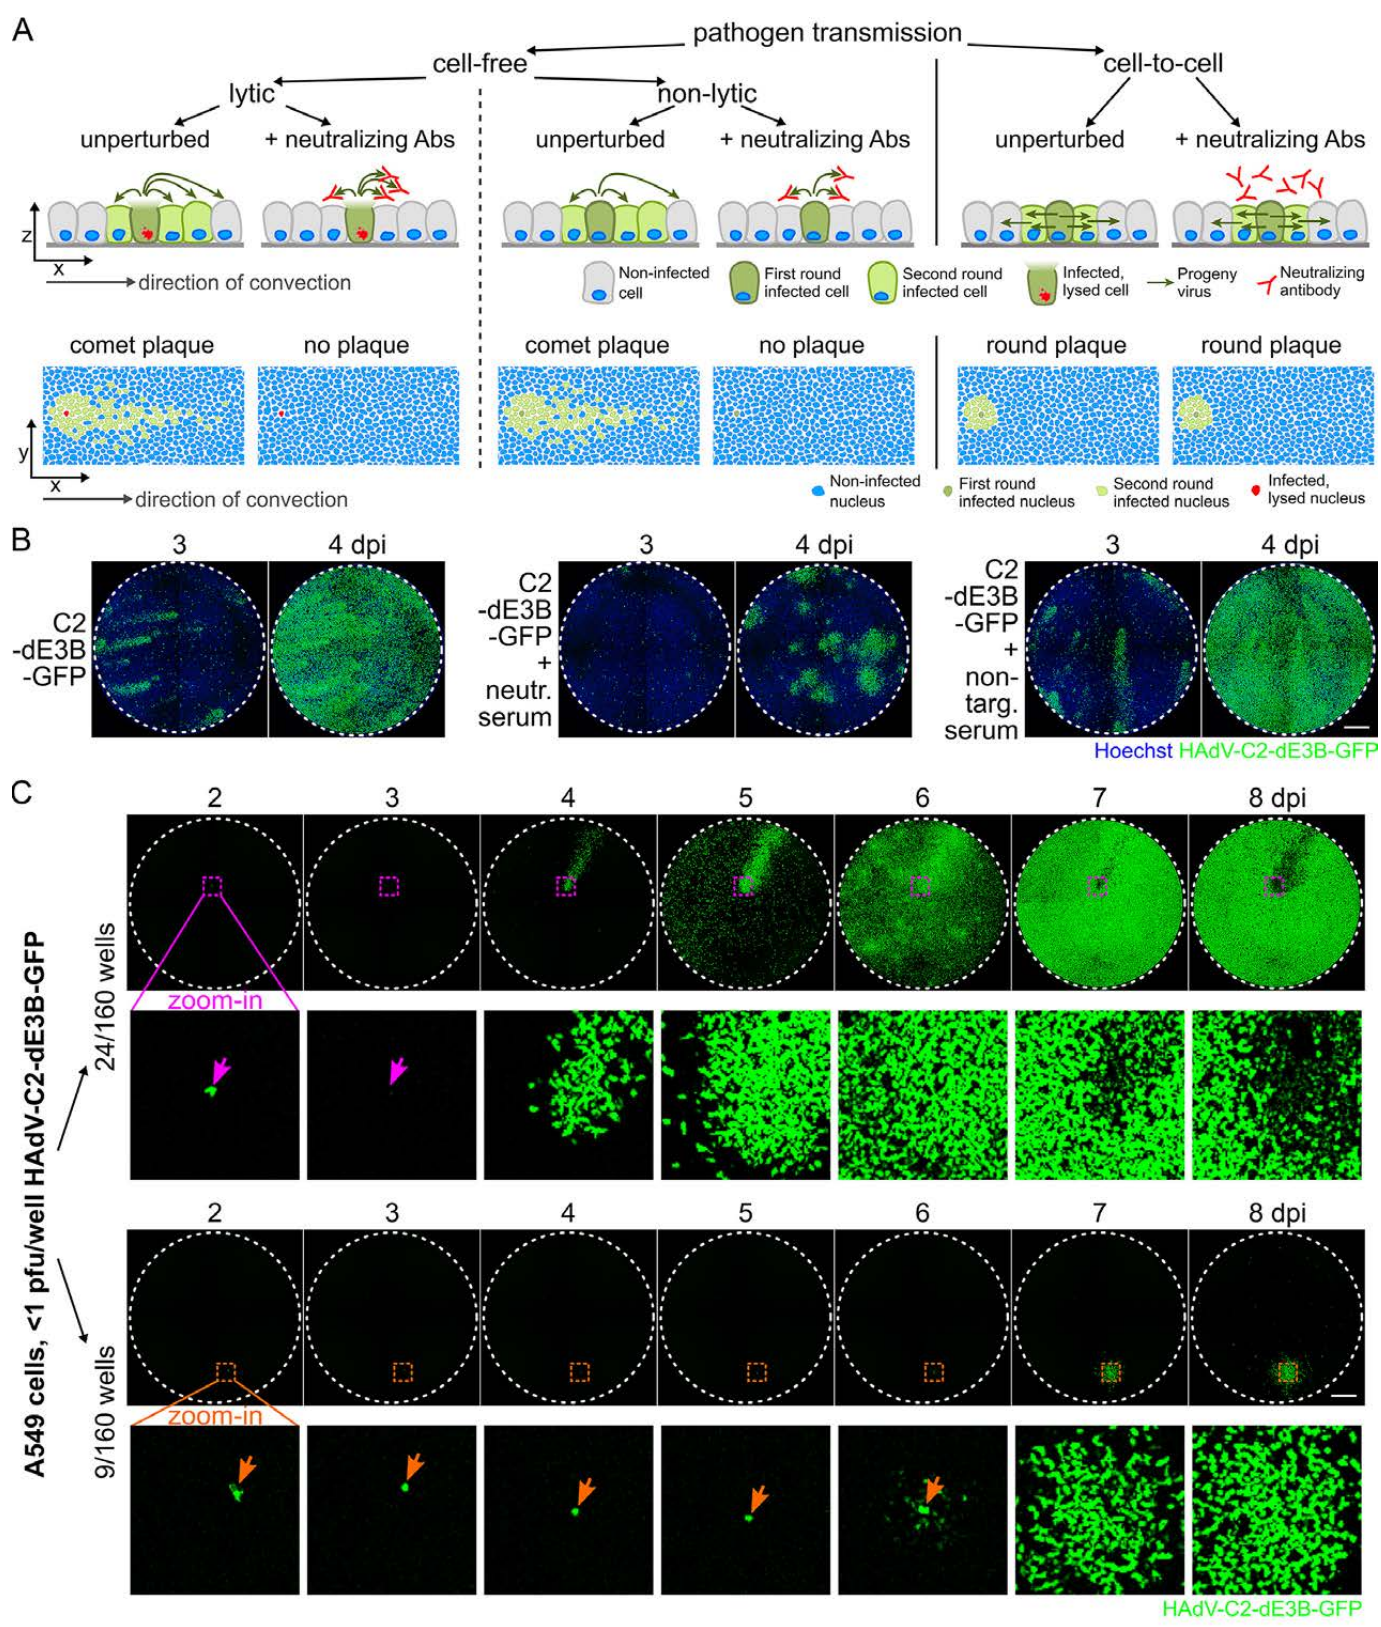 A
pathogen transmission
cell-free
cell-to-cell
lytic
non-lytic
unperturbed
+ neutralizing Abs
unperturbed
+ neutralizing Abs
unperturbed
+ neutralizing Abs
z
x
direction of convection
Non-infected
cell
First round
infected cell
Second round
infected cell
Infected,
lysed cell
Progeny
virus
Neutralizing
antibody
comet plaque
no plaque
comet plaque
no plaque
round plaque
round plaque
y
x
direction of convection
Non-infected
nucleus
First round
infected nucleus
Second round
infected nucleus
Infected,
lysed nucleus
B
3
4 dpi
C2
-dE3B
-GFP
3
4 dpi
C2
-dE3B
-GFP
+
neutr.
serum
3
4 dpi
C2
-dE3B
-GFP
+
non-
targ.
serum
Hoechst HAdV-C2-dE3B-GFP
C
A549 cells, <1 pfu/well HAdV-C2-dE3B-GFP
24/160 wells
2
3
4
5
6
7
8 dpi
zoom-in
9/160 wells
2
3
4
5
6
7
8 dpi
zoom-in
HAdV-C2-dE3B-GFP